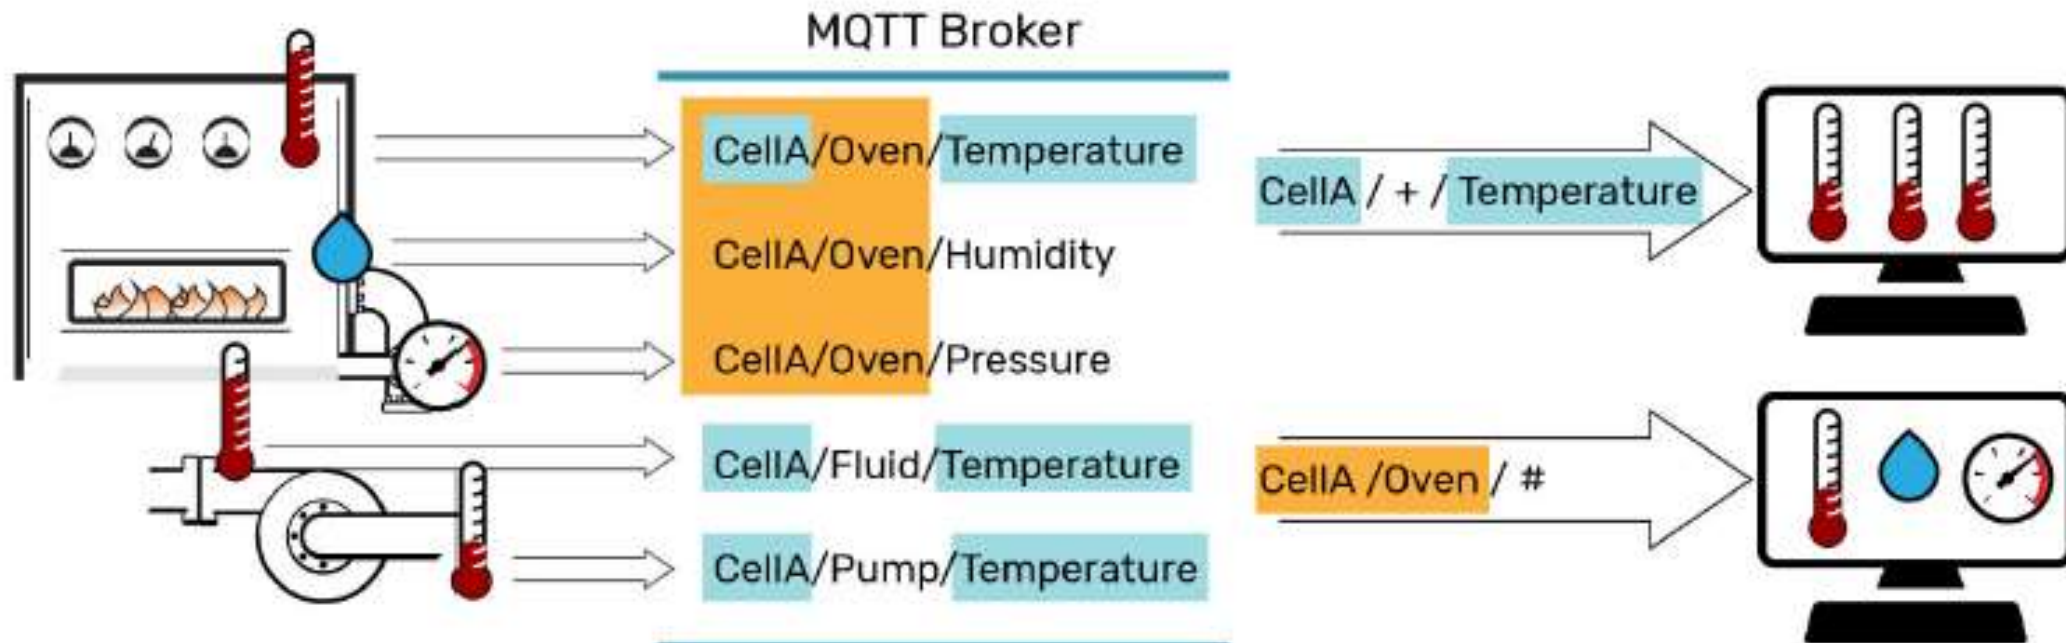 MQTT Broker
CellA/Oven/Temperature
CellA/Oven/Humidity
CellA/Oven/Pressure
CellA/Fluid/Temperature
CellA/Pump/Temperature
CellA / + / Temperature
CellA /Oven / #